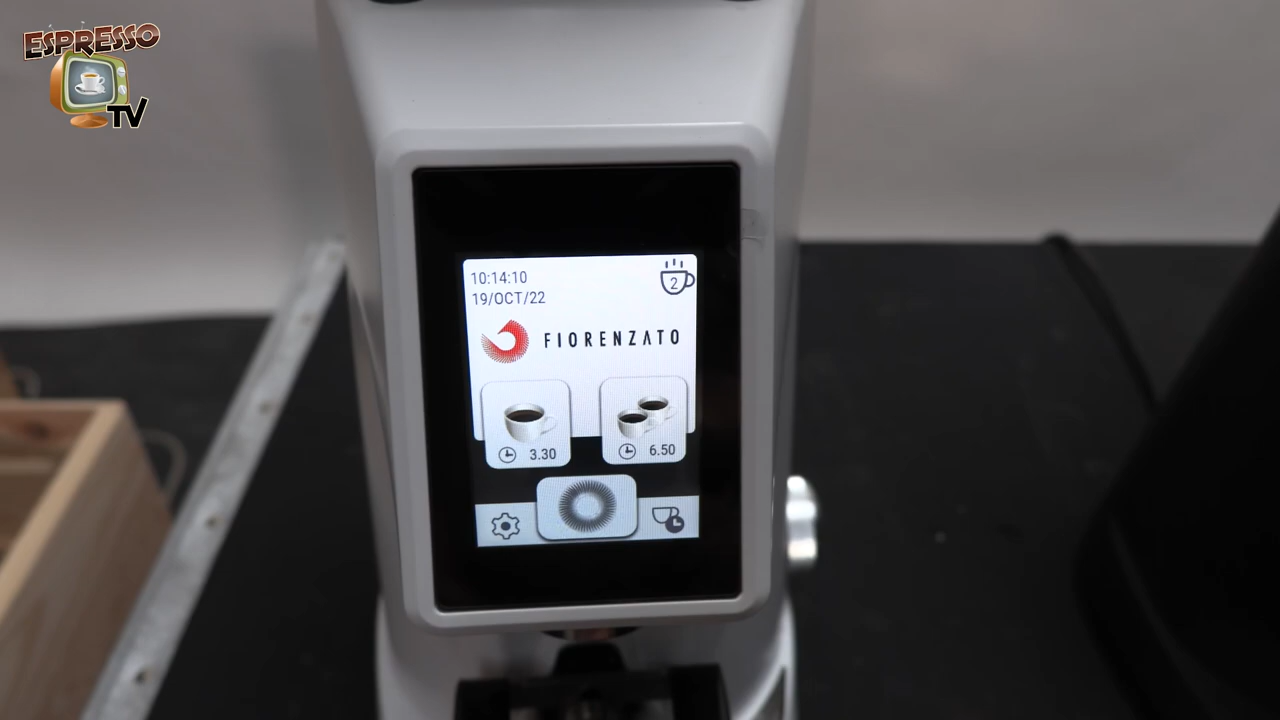 ESPRESSO
TV
10:14:10
19/OCT/22
2
FIORENZATO
3.30
6.50